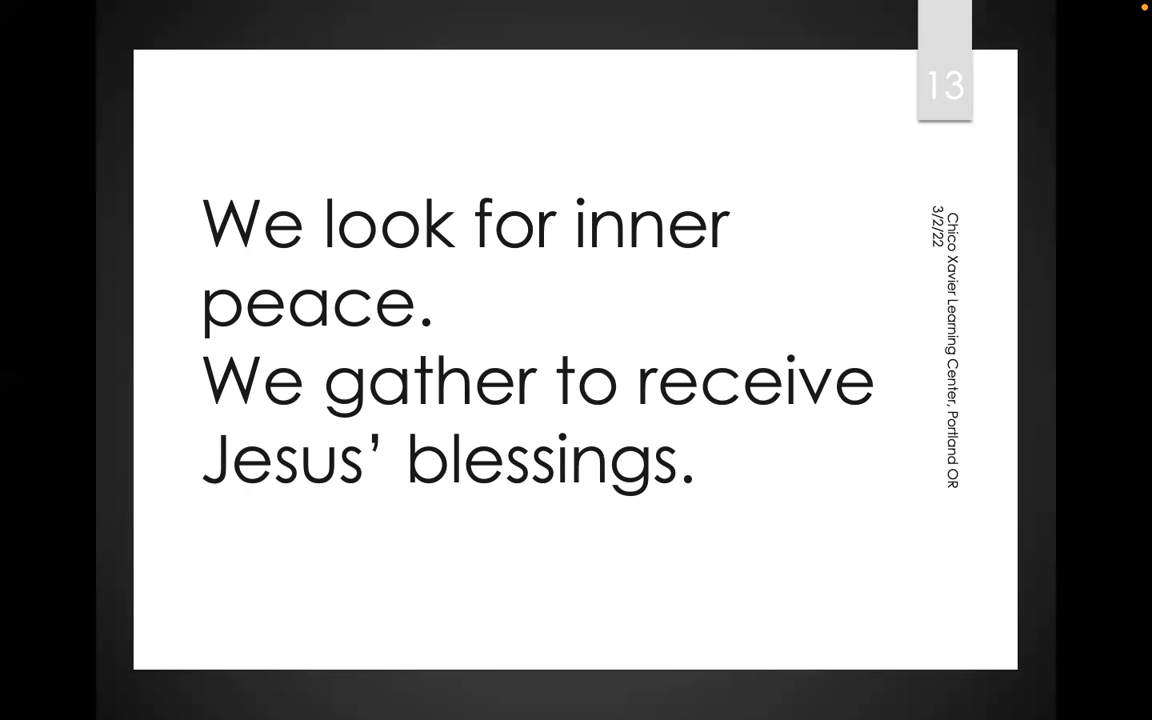 13
We look for inner
peace.
We gather to receive
Jesus’ blessings.
Chico Xavier Learning Center, Portland OR
3/2/22